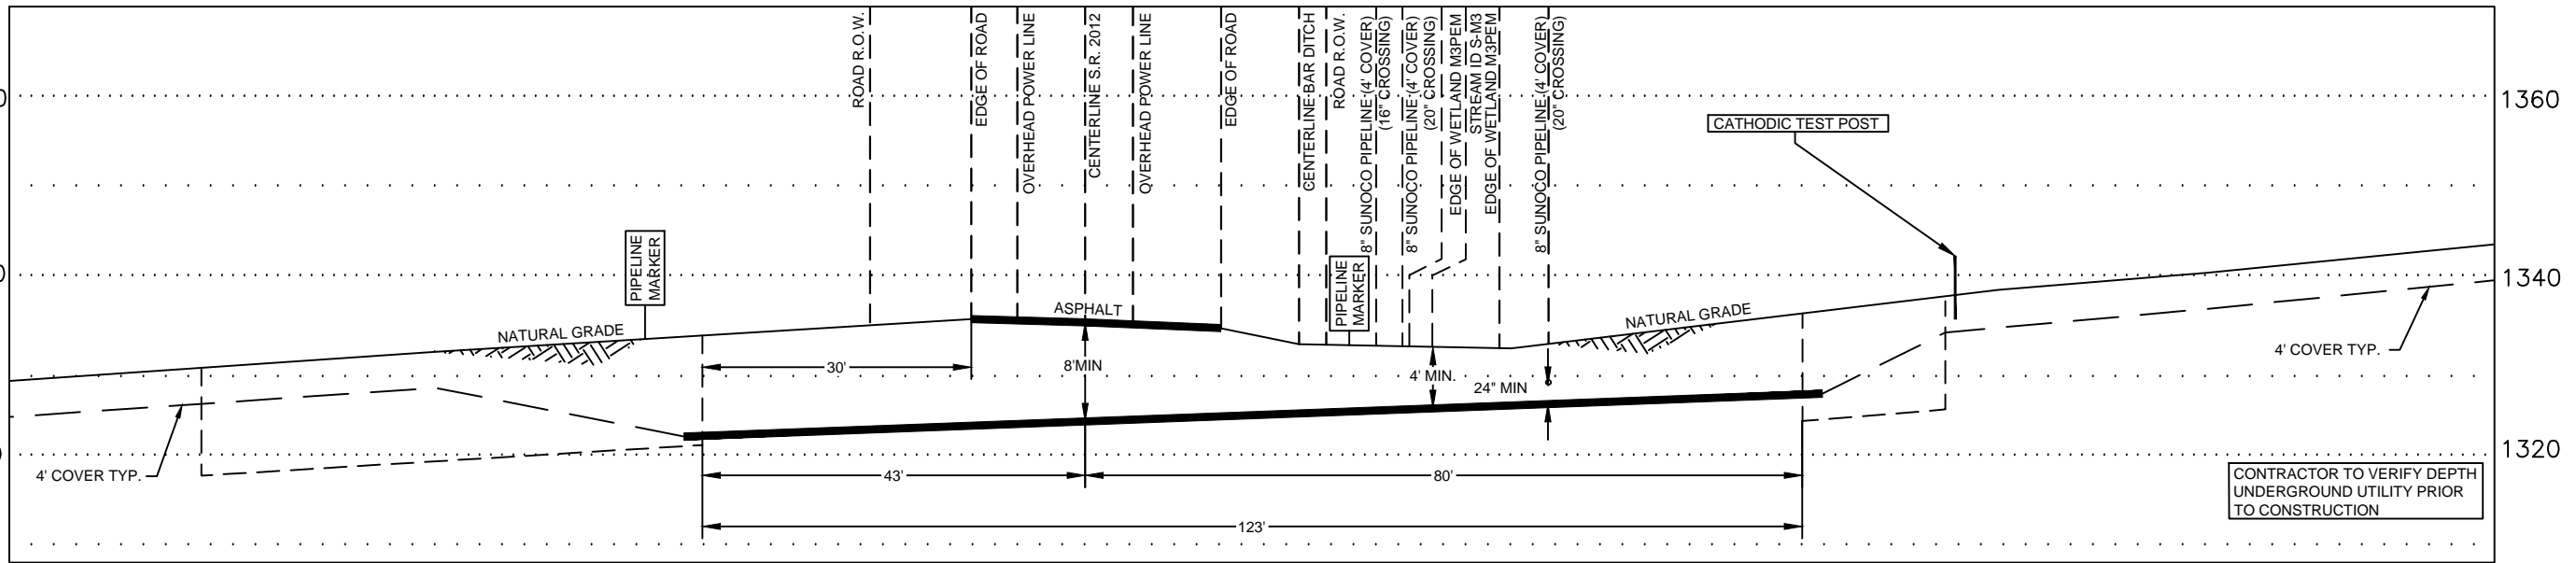 ROAD R.O.W.
EDGE OF ROAD
OVERHEAD POWER LINE
CENTERLINE S.R. 2012
OVERHEAD POWER LINE
EDGE OF ROAD
CENTERLINE BAR DITCH
ROAD R.O.W.
8" SUNOCO PIPELINE (4' COVER)
(16" CROSSING)
8" SUNOCO PIPELINE (4' COVER)
(20" CROSSING)
EDGE OF WETLAND M3PEM
STREAM ID S-M3
EDGE OF WETLAND M3PEM
8" SUNOCO PIPELINE (4' COVER)
(20" CROSSING)
0
1360
CATHODIC TEST POST
PIPELINE
MARKER
PIPELINE
MARKER
0
1340
NATURAL GRADE
ASPHALT
NATURAL GRADE
30'
8'MIN
4' MIN.
24" MIN
4' COVER TYP.
4' COVER TYP.
0
1320
43'
80'
123'
CONTRACTOR TO VERIFY DEPTH
UNDERGROUND UTILITY PRIOR
TO CONSTRUCTION